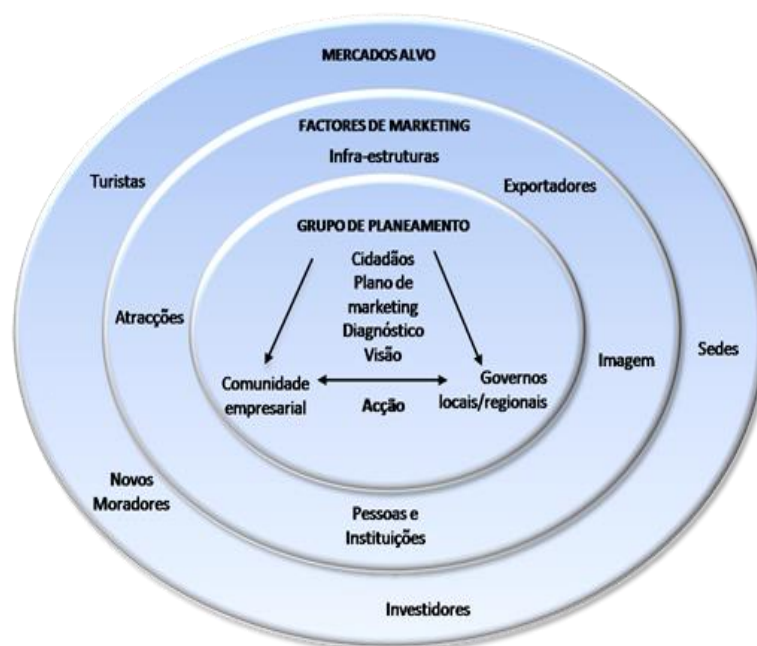 MERCADOS ALVO
FACTORES DE MARKETING
Infra-estruturas
Turistas
Exportadores
GRUPO DE PLANEAMENTO
Cidadãos
Plano de
marketing
Diagnóstico
Visão
Atracções
Imagem
Sedes
Comunidade
empresarial
Acção
Governos
locais/regionais
Novos
Moradores
Pessoas e
Instituições
Investidores